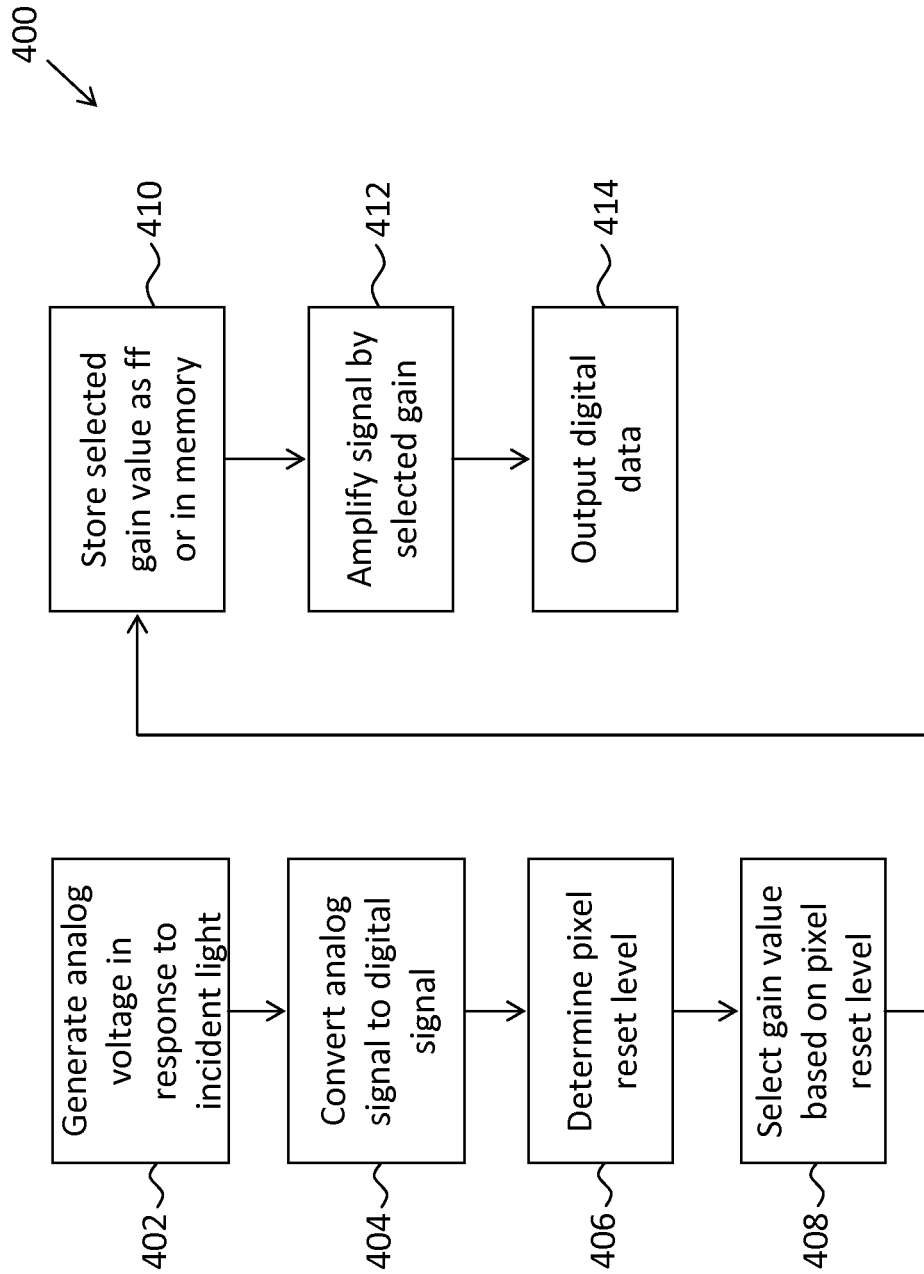 400
402
Generate analog
voltage in
response to
incident light
404
Convert analog
signal to digital
signal
406
Determine pixel
reset level
408
Select gain value
based on pixel
reset level
Store selected
gain value as ff
or in memory
410
Amplify signal by
selected gain
412
Output digital
data
414